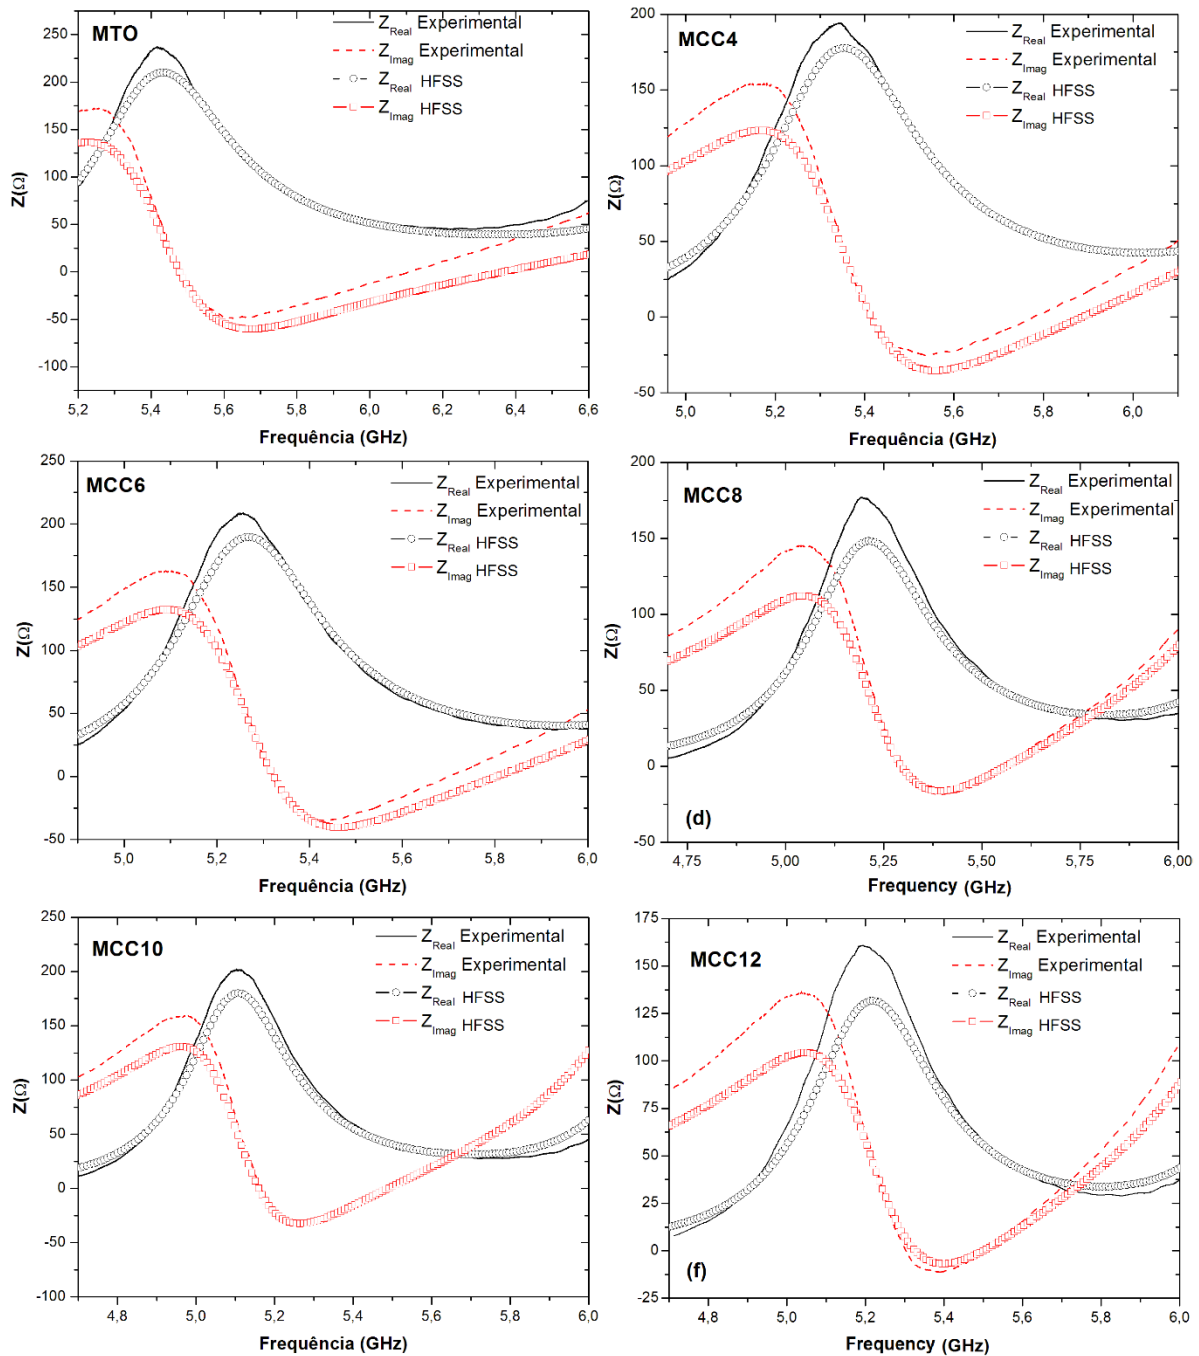 MTO
Z_Real Experimental
Z_Imag Experimental
Z_Real HFSS
Z_Imag HFSS
Z(Ω)
250
200
150
100
50
0
-50
-100
5,2 5,4 5,6 5,8 6,0 6,2 6,4 6,6
Frequência (GHz)
MCC4
Z_Real Experimental
Z_Imag Experimental
Z_Real HFSS
Z_Imag HFSS
Z(Ω)
200
150
100
50
0
-50
5,0 5,2 5,4 5,6 5,8 6,0
Frequência (GHz)
MCC6
Z_Real Experimental
Z_Imag Experimental
Z_Real HFSS
Z_Imag HFSS
Z(Ω)
250
200
150
100
50
0
-50
5,0 5,2 5,4 5,6 5,8 6,0
Frequência (GHz)
MCC8
Z_Real Experimental
Z_Imag Experimental
Z_Real HFSS
Z_Imag HFSS
Z(Ω)
200
150
100
50
0
-50
(d)
4,75 5,00 5,25 5,50 5,75 6,00
Frequency (GHz)
MCC10
Z_Real Experimental
Z_Imag Experimental
Z_Real HFSS
Z_Imag HFSS
Z(Ω)
250
200
150
100
50
0
-50
-100
4,8 5,0 5,2 5,4 5,6 5,8 6,0
Frequência (GHz)
MCC12
Z_Real Experimental
Z_Imag Experimental
Z_Real HFSS
Z_Imag HFSS
Z(Ω)
175
150
125
100
75
50
25
0
-25
(f)
4,8 5,0 5,2 5,4 5,6 5,8 6,0
Frequency (GHz)